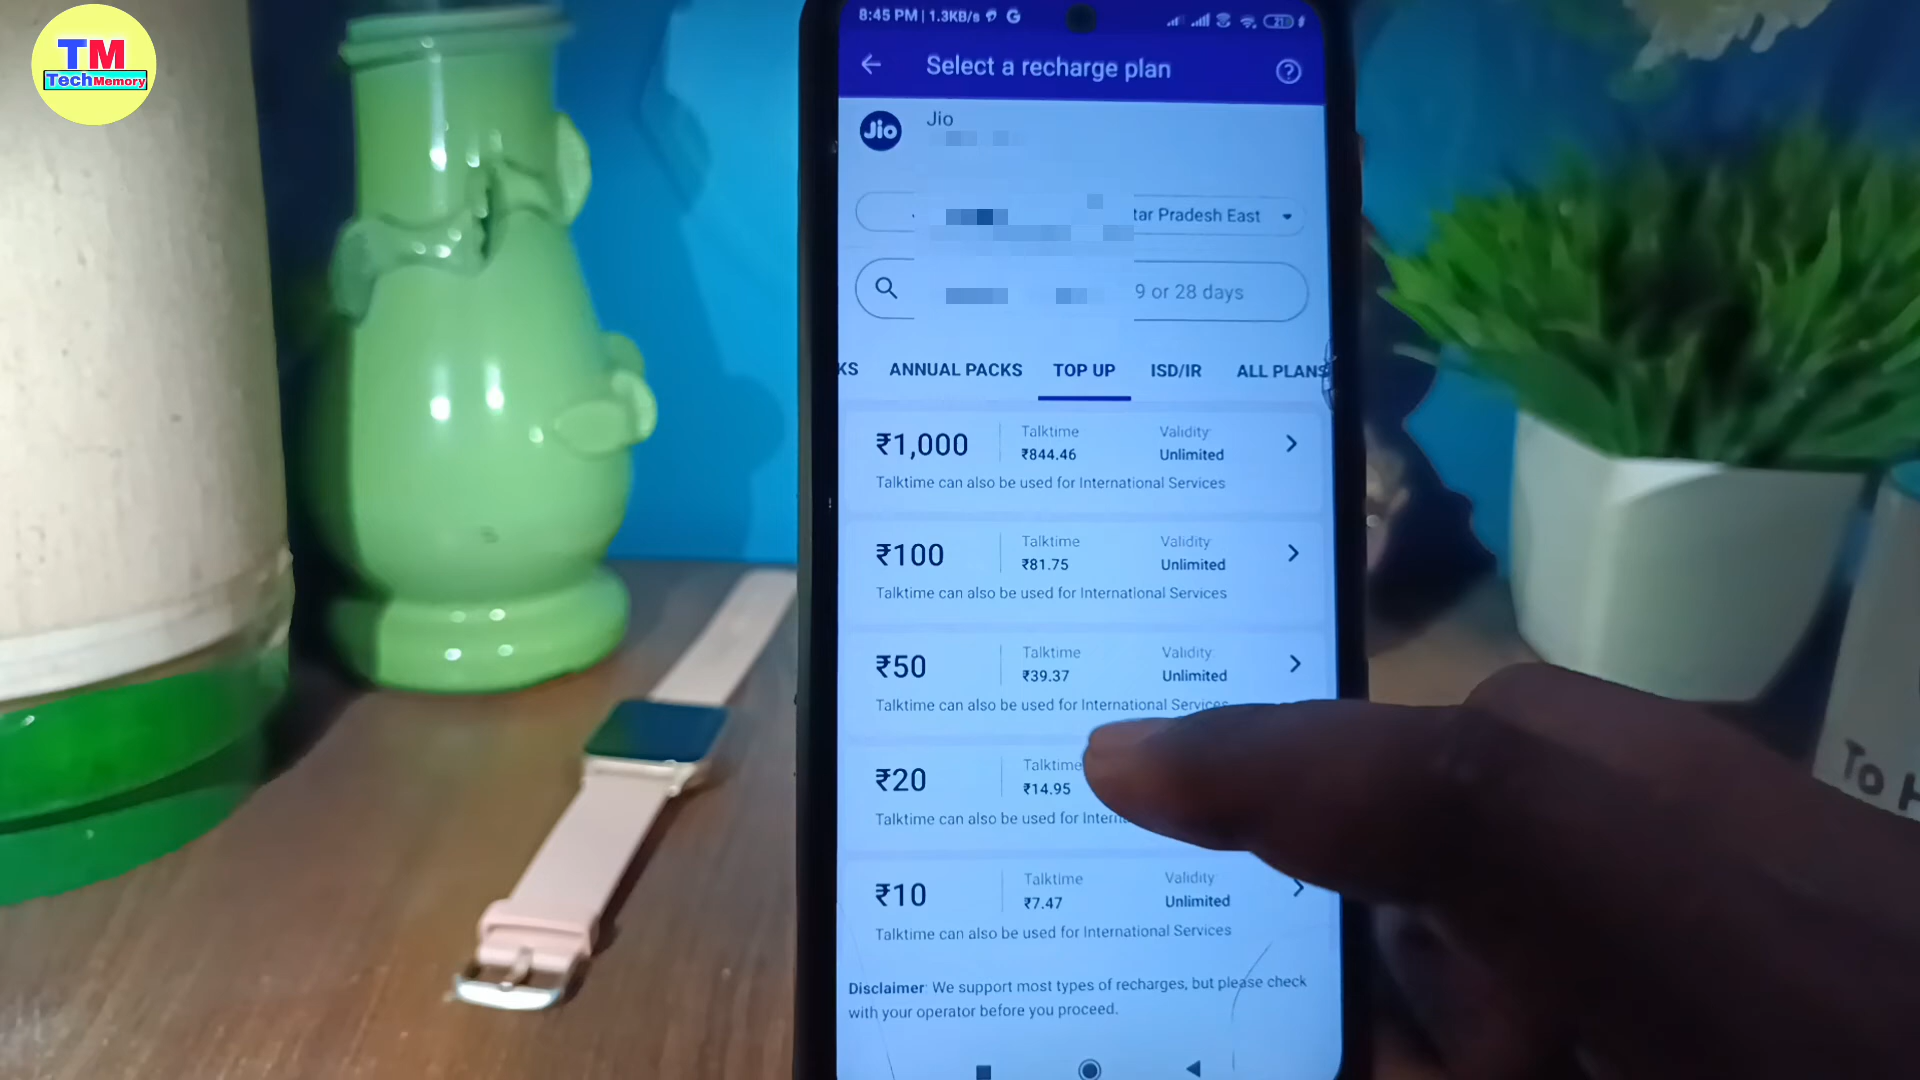 TM
TechMemory
8:45 PM | 1.3KB/s G 21
Select a recharge plan
Jio
Jio
tar Pradesh East
9 or 28 days
KS ANNUAL PACKS TOP UP ISD/IR ALL PLANS
₹1,000 Talktime ₹844.46 Validity Unlimited
Talktime can also be used for International Services
₹100 Talktime ₹81.75 Validity Unlimited
Talktime can also be used for International Services
₹50 Talktime ₹39.37 Validity Unlimited
Talktime can also be used for International Services
₹20 Talktime ₹14.95
Talktime can also be used for Intern
₹10 Talktime ₹7.47 Validity Unlimited
Talktime can also be used for International Services
Disclaimer: We support most types of recharges, but please check
with your operator before you proceed.
To H